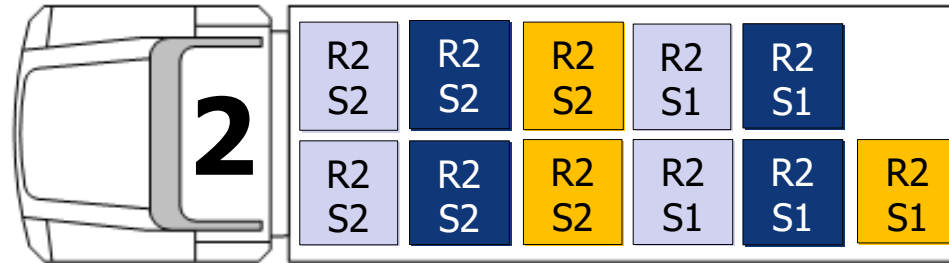 2
R2 R2 R2 R2 R2
S2 S2 S2 S1 S1
R2 R2 R2 R2 R2 R2
S2 S2 S2 S1 S1 S1